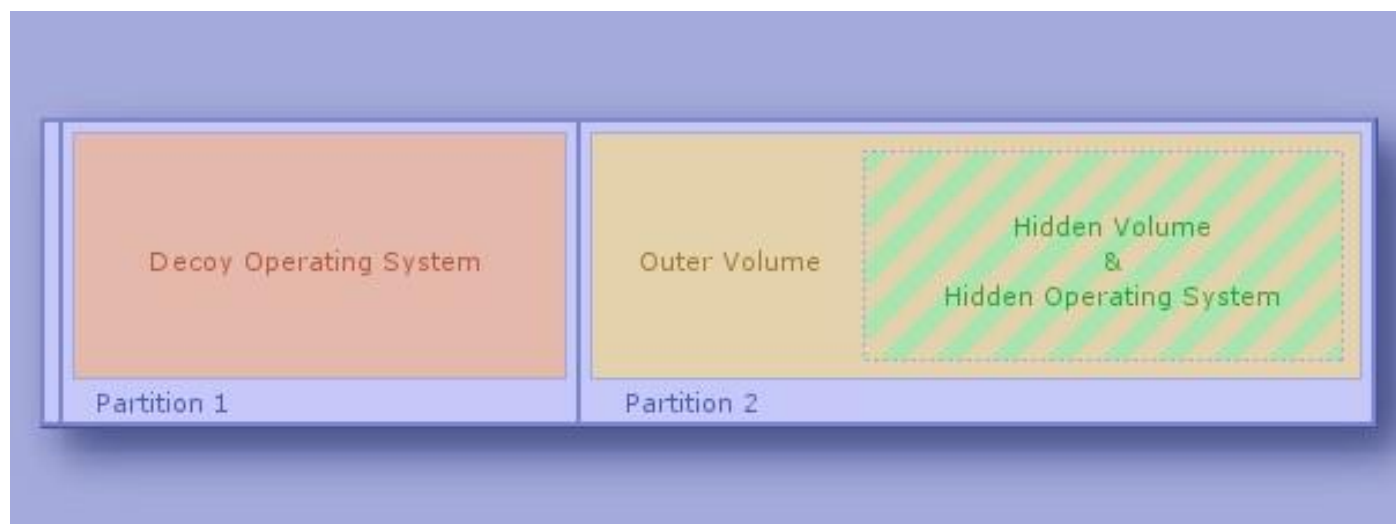 Decoy Operating System
Outer Volume
Hidden Volume
&
Hidden Operating System
Partition 1
Partition 2